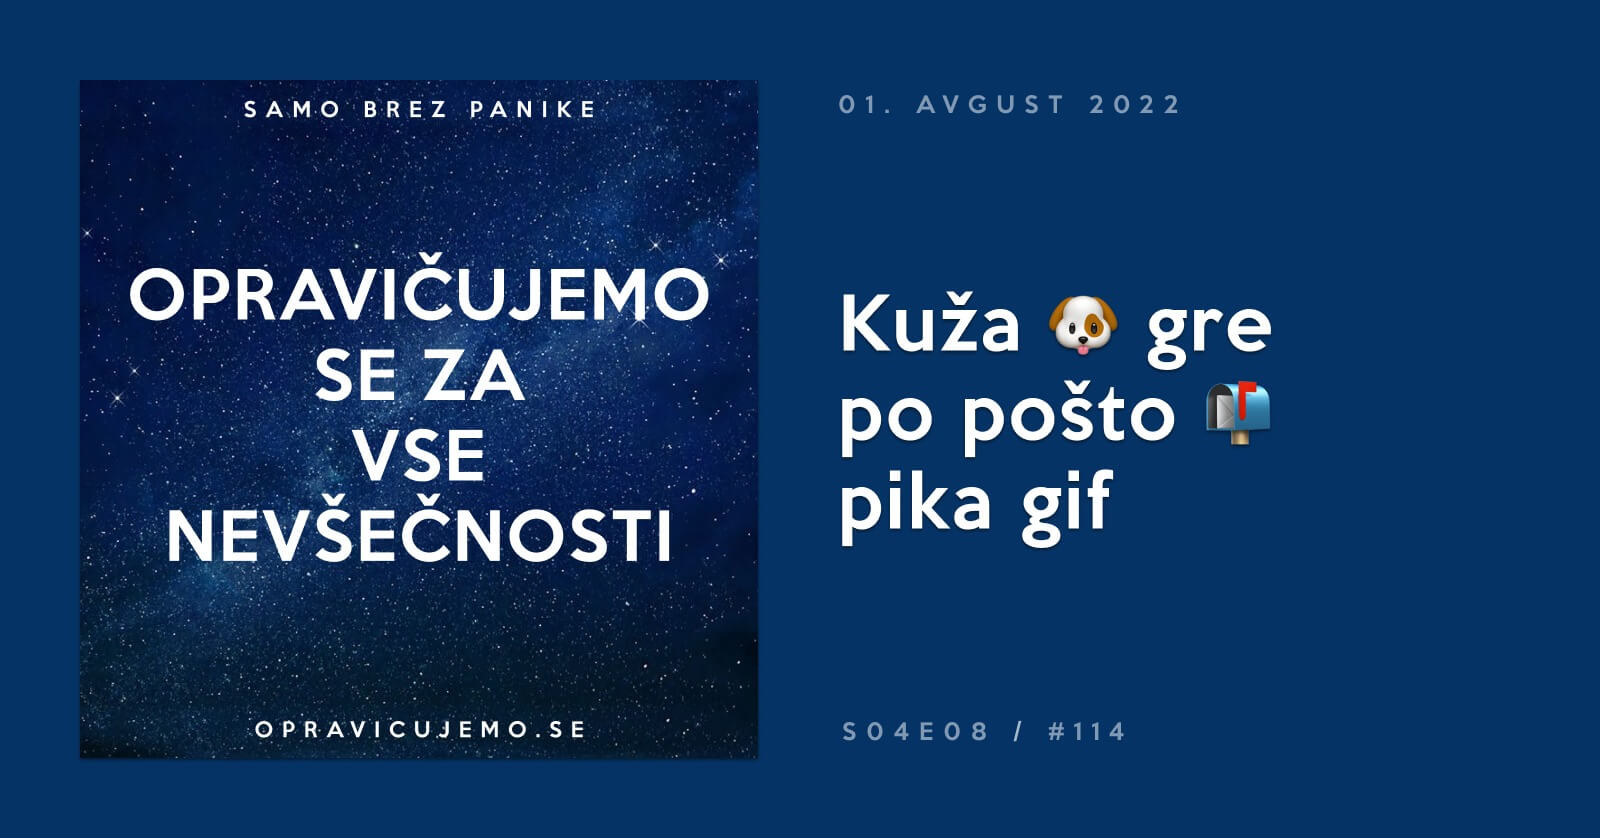 SAMO BREZ PANIKE
OPRAVIČUJEMO
SE ZA
VSE
NEVŠEČNOSTI
OPRAVICUJEMO.SE
01. AVGUST 2022
Kuža 🐶 gre
po pošto 📬
pika gif
S04E08 / #114